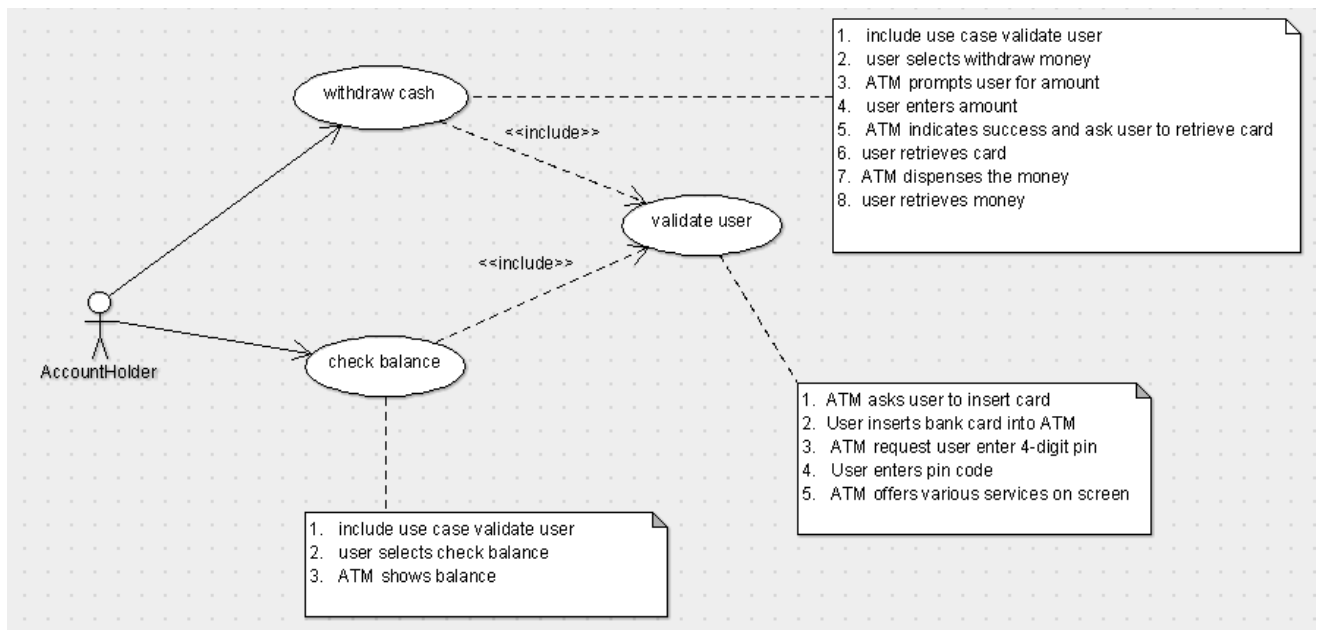 withdraw cash
<<include>>
validate user
<<include>>
check balance
AccountHolder
1. include use case validate user
2. user selects withdraw money
3. ATM prompts user for amount
4. user enters amount
5. ATM indicates success and ask user to retrieve card
6. user retrieves card
7. ATM dispenses the money
8. user retrieves money
1. ATM asks user to insert card
2. User inserts bank card into ATM
3. ATM request user enter 4-digit pin
4. User enters pin code
5. ATM offers various services on screen
1. include use case validate user
2. user selects check balance
3. ATM shows balance